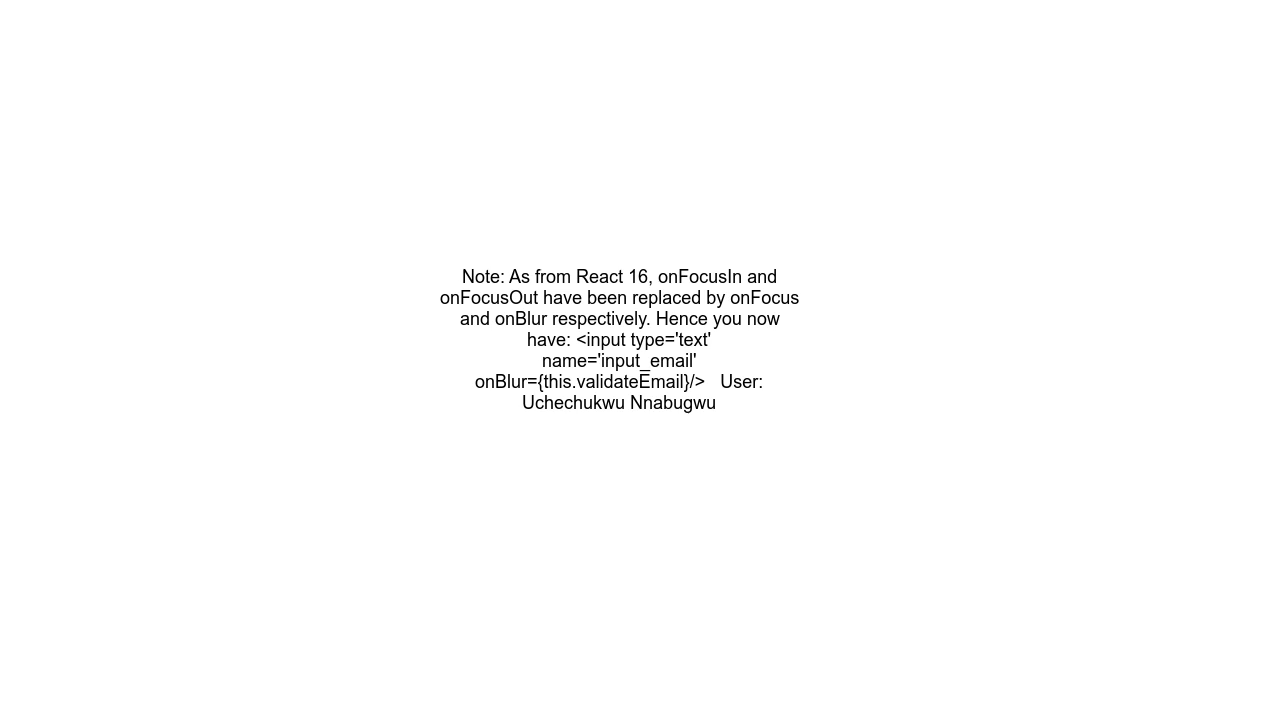 Note: As from React 16, onFocusIn and
onFocusOut have been replaced by onFocus
and onBlur respectively. Hence you now
have: <input type='text'
name='input_email'
onBlur={this.validateEmail}/>   User:
Uchechukwu Nnabugwu